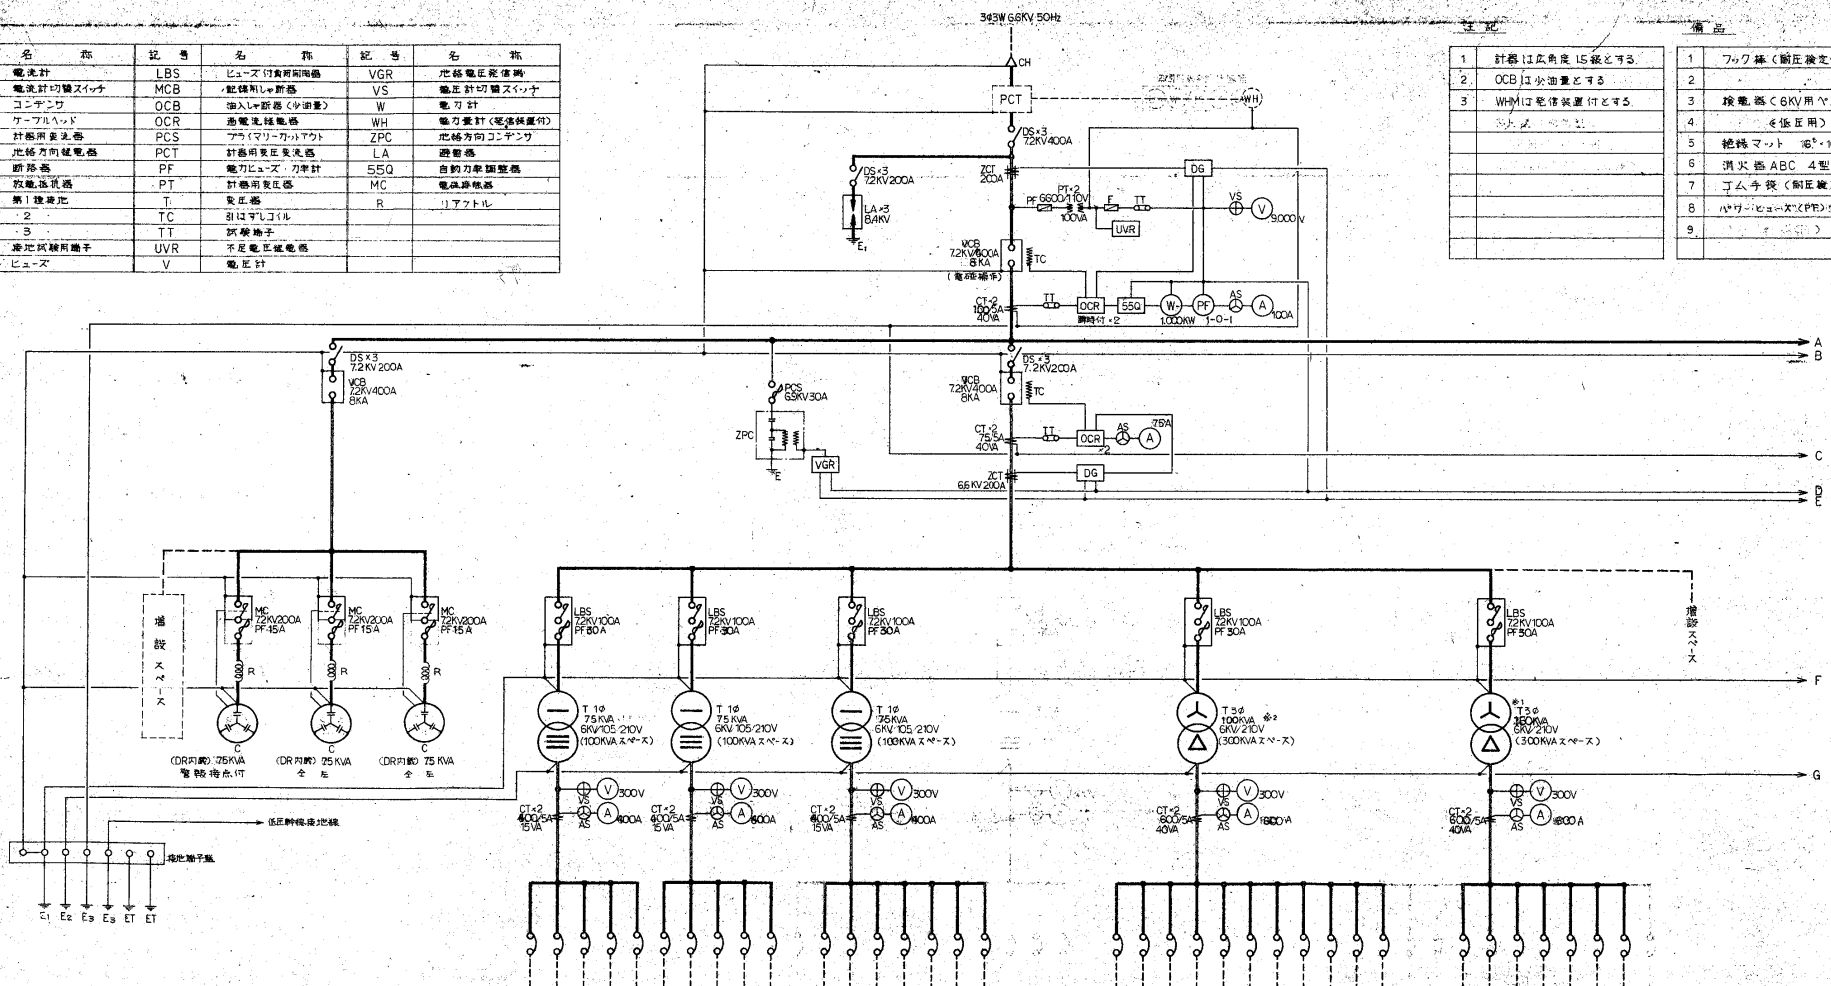 3φ3W 6.6KV 50Hz
CH
PCT
WH
DS×3
7.2KV400A
DS×3
7.2KV200A
LA×3
8.4KV
E1
ZCT
200A
DG
PF
PT×2
6600/110V
100VA
F
TT
VS
V
9.000V
UVR
VCB
7.2KV/600A
8KA
(電磁操作)
TC
CT×2
100/5A
40VA
TT
OCR
瞬時付×2
55Q
W
1.000KW
PF
1-0-1
AS
A
100A
名 称
記 号
名 称
記 号
名 称
電流計
LBS
ヒューズ付負荷開閉器
VGR
地絡電圧発信器
電流計切替スイッチ
MCB
配線用しゃ断器
VS
電圧計切替スイッチ
コンデンサ
OCB
油入しゃ断器(少油量)
W
電力計
ケーブルヘッド
OCR
過電流継電器
WH
電力量計(発信装置付)
計器用変流器
PCS
プライマリーカットアウト
ZPC
地絡方向コンデンサ
地絡方向継電器
PCT
計器用変圧変流器
LA
避雷器
断路器
PF
電力ヒューズ・力率計
55Q
自動力率調整器
放電抵抗器
PT
計器用変圧器
MC
電磁接触器
第1種接地
T
変圧器
R
リアクトル
2
TC
引はずしコイル
3
TT
試験端子
接地試験用端子
UVR
不足電圧継電器
ヒューズ
V
電圧計
註記
1
計器は広角度1.5級とする
2
OCBは少油量とする
3
WHMは発信装置付とする
備品
1
フック棒(耐圧検定
2
3
検電器(6KV用
4
(低圧用)
5
絶縁マット
6
消火器ABC 4型
7
ゴム手袋(耐圧検
8
パワーヒューズ(PF)
9
A
B
DS×3
7.2KV200A
VCB
7.2KV400A
8KA
PCS
6.9KV30A
ZPC
E
VGR
DS×3
7.2KV200A
VCB
7.2KV400A
8KA
TC
CT×2
75/5A
40VA
TT
OCR
×2
AS
A
75A
C
ZCT
6.6KV200A
DG
D
E
増設スペース
MC
7.2KV200A
PF15A
MC
7.2KV200A
PF15A
MC
7.2KV200A
PF15A
R
R
R
C
C
C
(DR内蔵)75KVA
警報接点付
(DR内蔵)75KVA
仝 左
(DR内蔵)75KVA
仝 左
LBS
7.2KV100A
LBS
7.2KV100A
LBS
7.2KV100A
LBS
7.2KV100A
PF30A
LBS
7.2KV100A
増設スペース
F
T 1φ
75KVA
6KV/105/210V
(100KVAスペース)
T 1φ
75KVA
6KV/105/210V
(100KVAスペース)
T 1φ
75KVA
6KV/105/210V
(100KVAスペース)
T3φ
100KVA ※2
6KV/210V
(300KVAスペース)
※1
T3φ
6KV/210V
(300KVAスペース)
G
CT×2
400/5A
15VA
VS
V
300V
AS
A
CT×2
400/5A
15VA
VS
V
300V
AS
A
CT×2
400/5A
15VA
VS
V
300V
AS
A
CT×2
600/5A
40VA
VS
V
300V
AS
A
CT×2
600/5A
40VA
VS
V
300V
AS
A
低圧幹線接地線
接地端子盤
E1 E2 E3 E3 ET ET